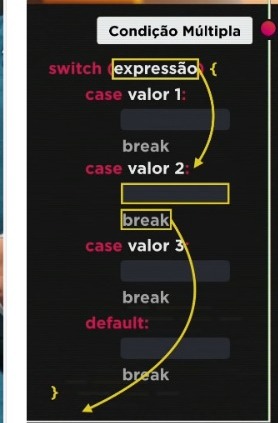 Condição Múltipla
switch (expressão) {
case valor 1:
break
case valor 2:
break
case valor 3:
break
default:
break
}